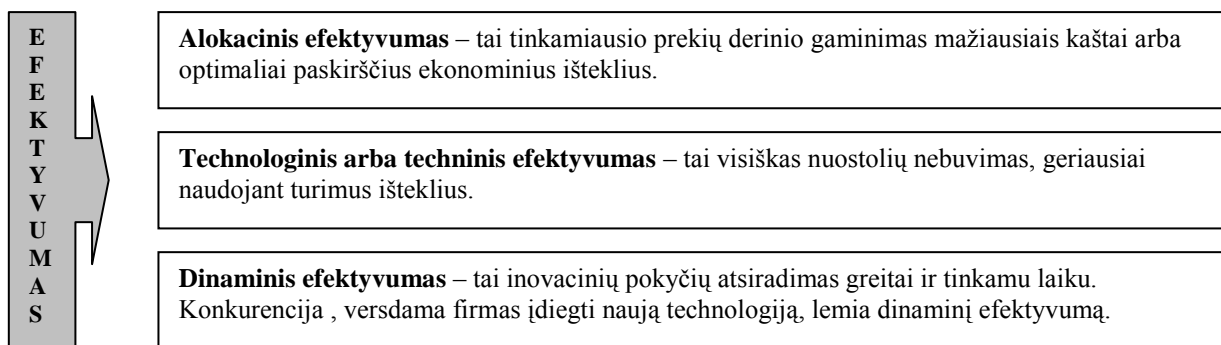 EFEKTYVUMAS
Alokacinis efektyvumas – tai tinkamiausio prekių derinio gaminimas mažiausiais kaštai arba
optimaliai paskirščius ekonominius išteklius.
Technologinis arba techninis efektyvumas – tai visiškas nuostolių nebuvimas, geriausiai
naudojant turimus išteklius.
Dinaminis efektyvumas – tai inovacinių pokyčių atsiradimas greitai ir tinkamu laiku.
Konkurencija , versdama firmas įdiegti naują technologiją, lemia dinaminį efektyvumą.